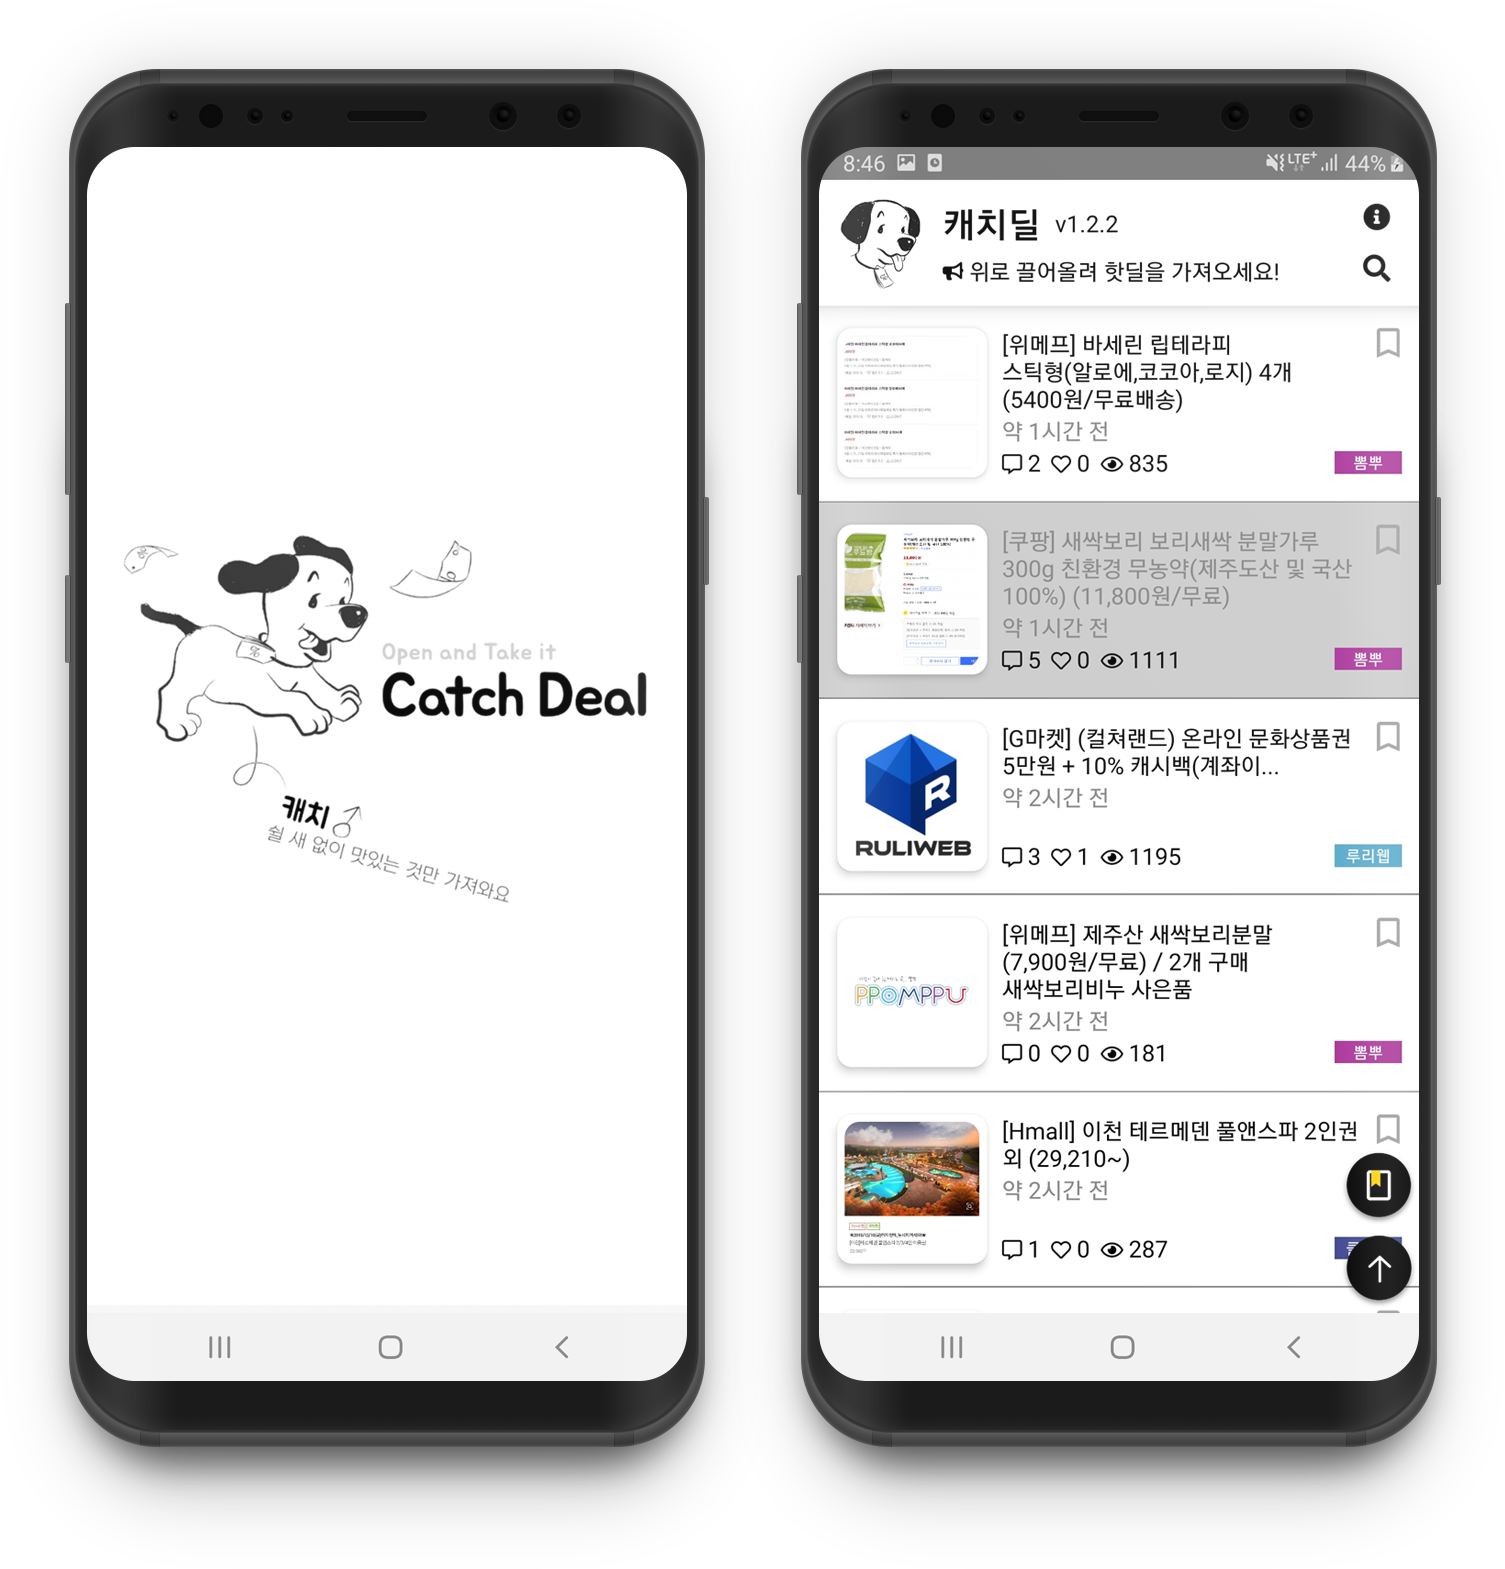 Open and Take it
Catch Deal
캐치
쉴 새 없이 맛있는 것만 가져와요
8:46
LTE+
44%
캐치딜 v1.2.2
위로 끌어올려 핫딜을 가져오세요!
[위메프] 바세린 립테라피
스틱형(알로에,코코아,로지) 4개
(5400원/무료배송)
약 1시간 전
2 0 835
뽐뿌
[쿠팡] 새싹보리 보리새싹 분말가루
300g 친환경 무농약(제주도산 및 국산
100%) (11,800원/무료)
약 1시간 전
5 0 1111
뽐뿌
[G마켓] (컬쳐랜드) 온라인 문화상품권
5만원 + 10% 캐시백(계좌이...
약 2시간 전
RULIWEB
3 1 1195
루리웹
[위메프] 제주산 새싹보리분말
(7,900원/무료) / 2개 구매
새싹보리비누 사은품
PPOMPPU
약 2시간 전
0 0 181
뽐뿌
[Hmall] 이천 테르메덴 풀앤스파 2인권
외 (29,210~)
약 2시간 전
1 0 287